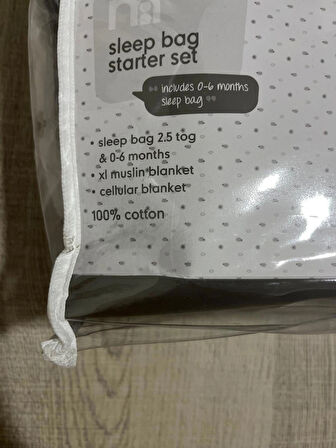 sleep bag
starter set
" includes 0-6 months
sleep bag "
• sleep bag 2.5 tog
& 0-6 months
• xl muslin blanket
• cellular blanket
100% cotton